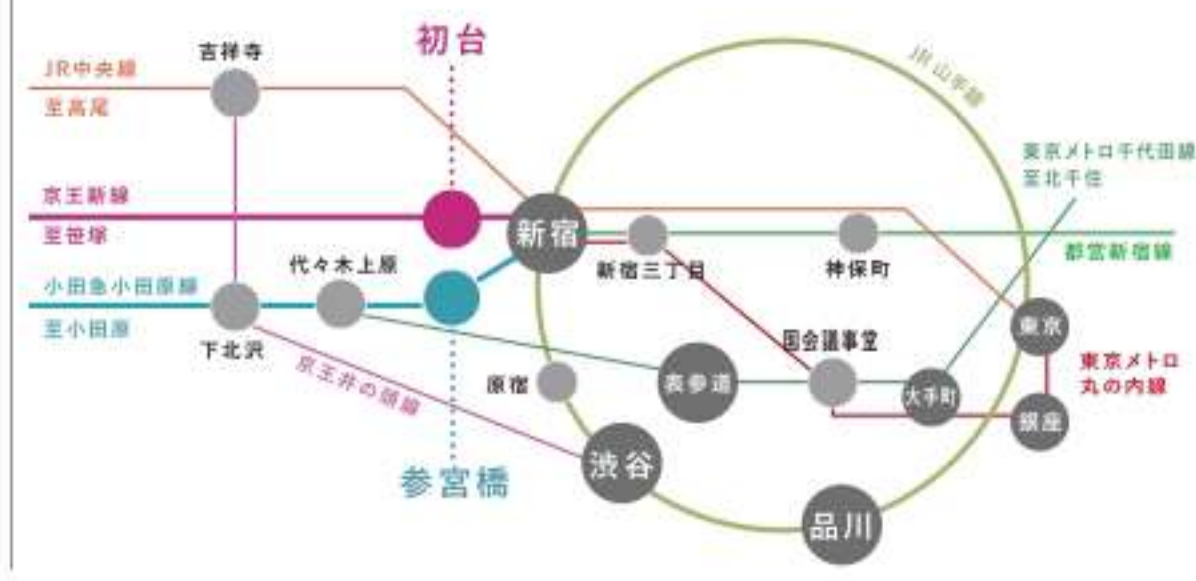 初台
吉祥寺
JR中央線
至高尾
JR山手線
東京メトロ千代田線
至北千住
京王新線
至笹塚
新宿
新宿三丁目
神保町
都営新宿線
代々木上原
小田急小田原線
至小田原
下北沢
京王井の頭線
国会議事堂
東京
東京メトロ
丸の内線
原宿
表参道
大手町
銀座
渋谷
参宮橋
品川